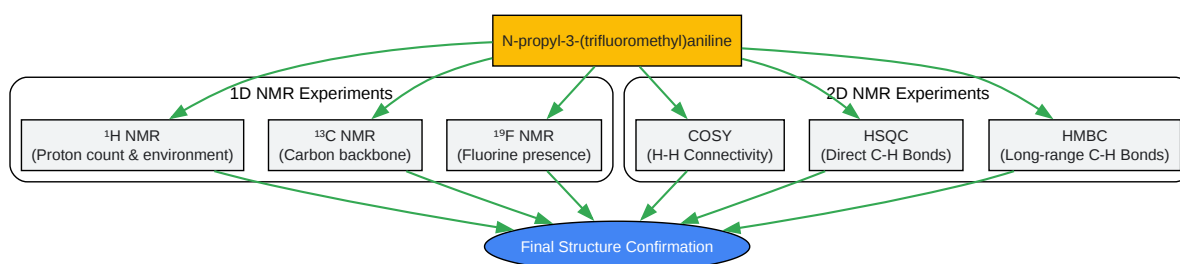 N-propyl-3-(trifluoromethyl)aniline
1D NMR Experiments
2D NMR Experiments
¹H NMR
(Proton count & environment)
¹³C NMR
(Carbon backbone)
¹⁹F NMR
(Fluorine presence)
COSY
(H-H Connectivity)
HSQC
(Direct C-H Bonds)
HMBC
(Long-range C-H Bonds)
Final Structure Confirmation